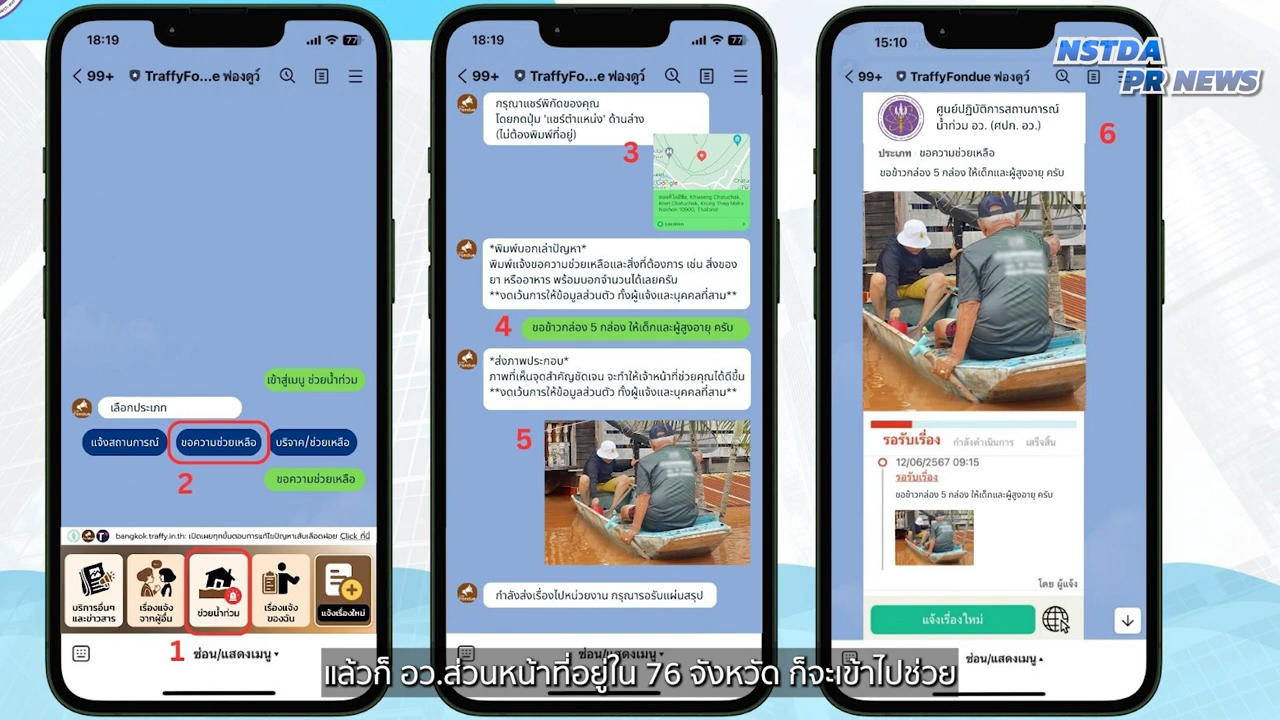 NSTDA
PR NEWS
18:19
77
99+
TraffyFo...e ฟองดูว์
เข้าสู่เมนู ช่วยน้ำท่วม
เลือกประเภท
แจ้งสถานการณ์
ขอความช่วยเหลือ
บริจาค/ช่วยเหลือ
2
ขอความช่วยเหลือ
bangkok.traffy.in.th: เปิดเผยทุกขั้นตอนการแก้ไขปัญหาเส้นเลือดฝอย Click ที่นี่
บริการอื่นๆ
และข่าวสาร
เรื่องแจ้ง
จากผู้อื่น
ช่วยน้ำท่วม
เรื่องแจ้ง
ของฉัน
แจ้งเรื่องใหม่
1
ซ่อน/แสดงเมนู
18:19
77
99+
TraffyFo...e ฟองดูว์
กรุณาแชร์พิกัดของคุณ
โดยกดปุ่ม 'แชร์ตำแหน่ง' ด้านล่าง
(ไม่ต้องพิมพ์ที่อยู่)
3
Google
Khwaeng Chatuchak,
Khet Chatuchak, Krung Thep Maha
Nakhon 10900, Thailand
Location
*พิมพ์บอกเล่าปัญหา*
พิมพ์แจ้งขอความช่วยเหลือและสิ่งที่ต้องการ เช่น สิ่งของ
ยา หรืออาหาร พร้อมบอกจำนวนได้เลยครับ
**งดเว้นการให้ข้อมูลส่วนตัว ทั้งผู้แจ้งและบุคคลที่สาม**
4
ขอข้าวกล่อง 5 กล่อง ให้เด็กและผู้สูงอายุ ครับ
*ส่งภาพประกอบ*
ภาพที่เห็นจุดสำคัญชัดเจน จะทำให้เจ้าหน้าที่ช่วยคุณได้ดีขึ้น
**งดเว้นการให้ข้อมูลส่วนตัว ทั้งผู้แจ้งและบุคคลที่สาม**
5
กำลังส่งเรื่องไปหน่วยงาน กรุณารอรับแผ่นสรุป
ซ่อน/แสดงเมนู
15:10
99+
TraffyFondue ฟองดูว์
ศูนย์ปฏิบัติการสถานการณ์
น้ำท่วม อว. (ศปภ. อว.)
6
ประเภท ขอความช่วยเหลือ
ขอข้าวกล่อง 5 กล่อง ให้เด็กและผู้สูงอายุ ครับ
รอรับเรื่อง กำลังดำเนินการ เสร็จสิ้น
12/06/2567 09:15
รอรับเรื่อง
ขอข้าวกล่อง 5 กล่อง ให้เด็กและผู้สูงอายุ ครับ
โดย ผู้แจ้ง
แจ้งเรื่องใหม่
ซ่อน/แสดงเมนู
แล้วก็ อว.ส่วนหน้าที่อยู่ใน 76 จังหวัด ก็จะเข้าไปช่วย